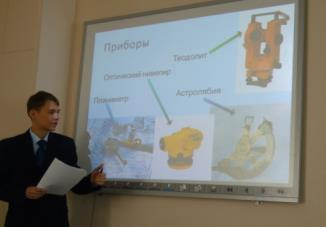 Приборы
Теодолит
Оптический нивелир
Планиметр
Астролябия